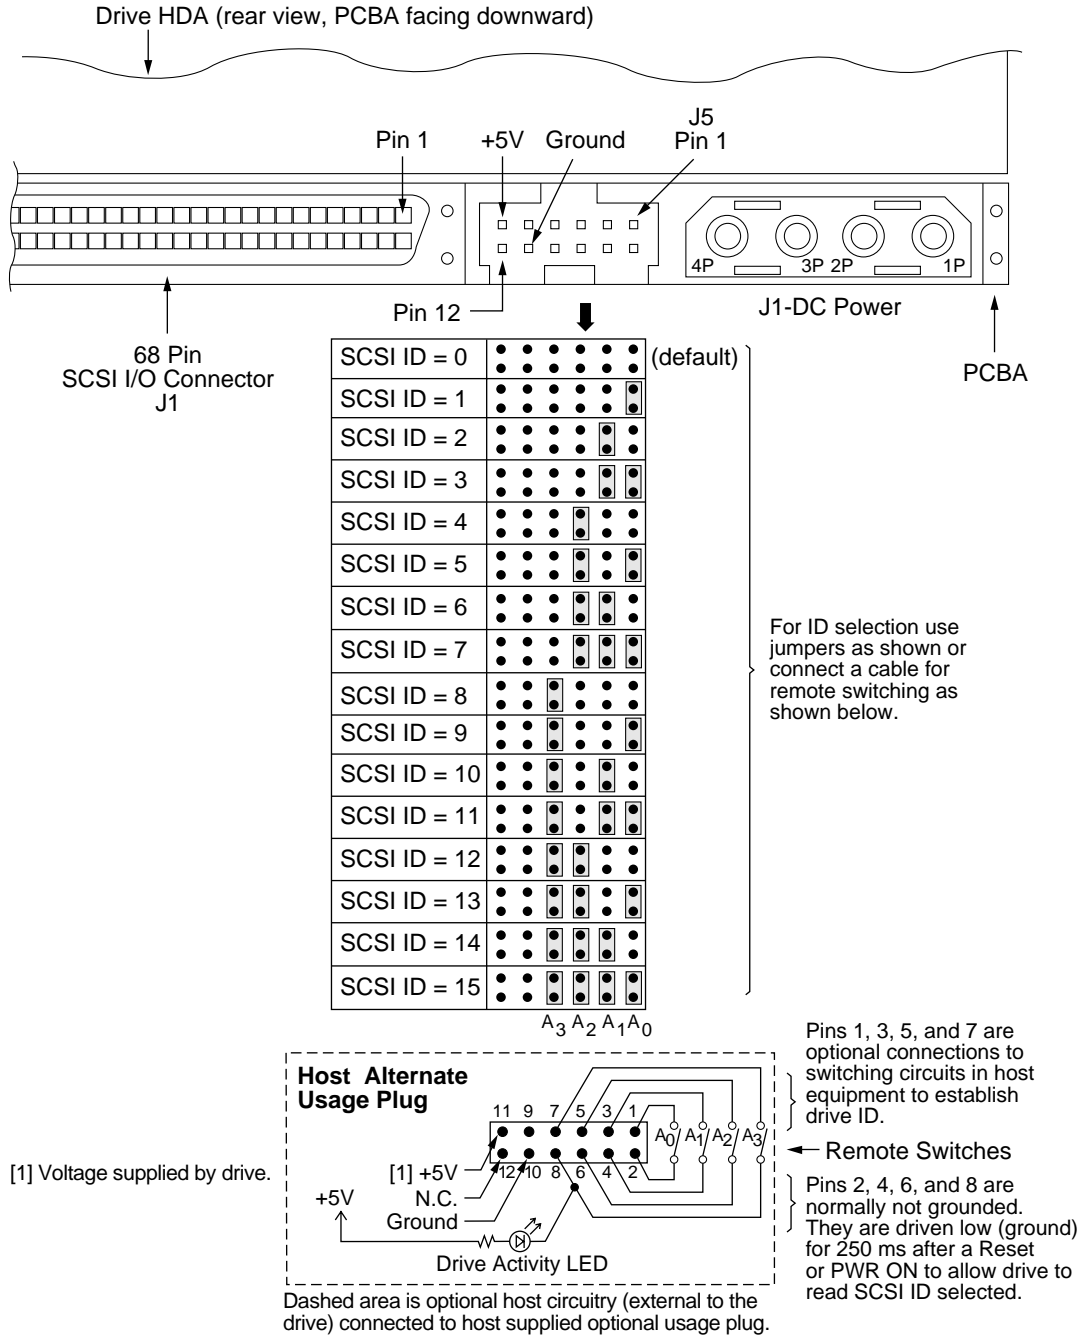 Drive HDA (rear view, PCBA facing downward)
J5
Pin 1
+5V
Ground
Pin 1
4P
3P
2P
1P
Pin 12
J1-DC Power
68 Pin
SCSI I/O Connector
J1
PCBA
SCSI ID = 0
(default)
SCSI ID = 1
SCSI ID = 2
SCSI ID = 3
SCSI ID = 4
SCSI ID = 5
SCSI ID = 6
SCSI ID = 7
SCSI ID = 8
SCSI ID = 9
SCSI ID = 10
SCSI ID = 11
SCSI ID = 12
SCSI ID = 13
SCSI ID = 14
SCSI ID = 15
For ID selection use
jumpers as shown or
connect a cable for
remote switching as
shown below.
A3 A2 A1 A0
Host Alternate
Usage Plug
11 9 7 5 3 1
12 10 8 6 4 2
A0 A1 A2 A3
Pins 1, 3, 5, and 7 are
optional connections to
switching circuits in host
equipment to establish
drive ID.
Remote Switches
[1] Voltage supplied by drive.
[1] +5V
N.C.
Ground
+5V
Drive Activity LED
Pins 2, 4, 6, and 8 are
normally not grounded.
They are driven low (ground)
for 250 ms after a Reset
or PWR ON to allow drive to
read SCSI ID selected.
Dashed area is optional host circuitry (external to the
drive) connected to host supplied optional usage plug.